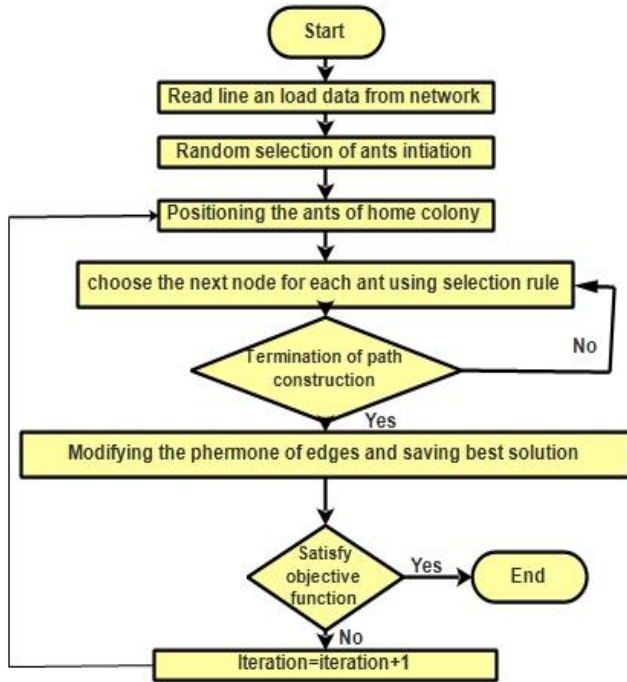 Start
Read line an load data from network
Random selection of ants intiation
Positioning the ants of home colony
choose the next node for each ant using selection rule
Termination of path
construction
No
Yes
Modifying the phermone of edges and saving best solution
Satisfy
objective
function
Yes
End
No
Iteration=iteration+1